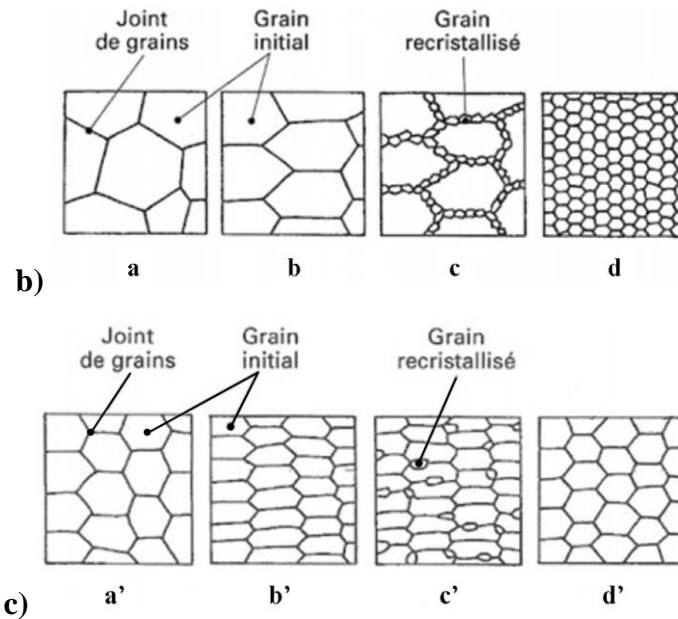 Joint
de grains
Grain
initial
Grain
recristallisé
a
b
c
d
b)
Joint
de grains
Grain
initial
Grain
recristallisé
a’
b’
c’
d’
c)